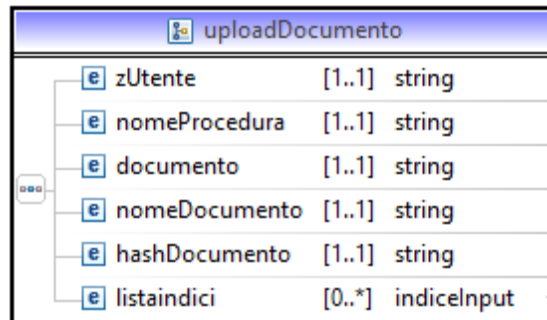 uploadDocumento
e zUtente [1..1] string
e nomeProcedura [1..1] string
e documento [1..1] string
e nomeDocumento [1..1] string
e hashDocumento [1..1] string
e listaindici [0..*] indiceInput